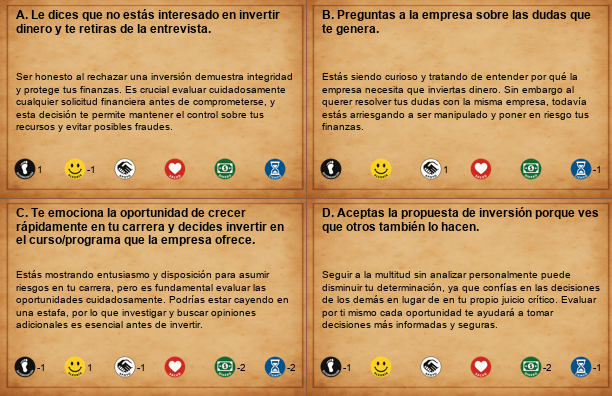 A. Le dices que no estás interesado en invertir
dinero y te retiras de la entrevista.
Ser honesto al rechazar una inversión demuestra integridad
y protege tus finanzas. Es crucial evaluar cuidadosamente
cualquier solicitud financiera antes de comprometerse, y
esta decisión te permite mantener el control sobre tus
recursos y evitar posibles fraudes.
1 -1
B. Preguntas a la empresa sobre las dudas que
te genera.
Estás siendo curioso y tratando de entender por qué la
empresa necesita que inviertas dinero. Sin embargo al
querer resolver tus dudas con la misma empresa, todavía
estás arriesgando a ser manipulado y poner en riesgo tus
finanzas.
1 -1
C. Te emociona la oportunidad de crecer
rápidamente en tu carrera y decides invertir en
el curso/programa que la empresa ofrece.
Estás mostrando entusiasmo y disposición para asumir
riesgos en tu carrera, pero es fundamental evaluar las
oportunidades cuidadosamente. Podrías estar cayendo en
una estafa, por lo que investigar y buscar opiniones
adicionales es esencial antes de invertir.
-1 1 -1 -2 -2
D. Aceptas la propuesta de inversión porque ves
que otros también lo hacen.
Seguir a la multitud sin analizar personalmente puede
disminuir tu determinación, ya que confías en las decisiones
de los demás en lugar de en tu propio juicio crítico. Evaluar
por ti mismo cada oportunidad te ayudará a tomar
decisiones más informadas y seguras.
-1 -2 -1